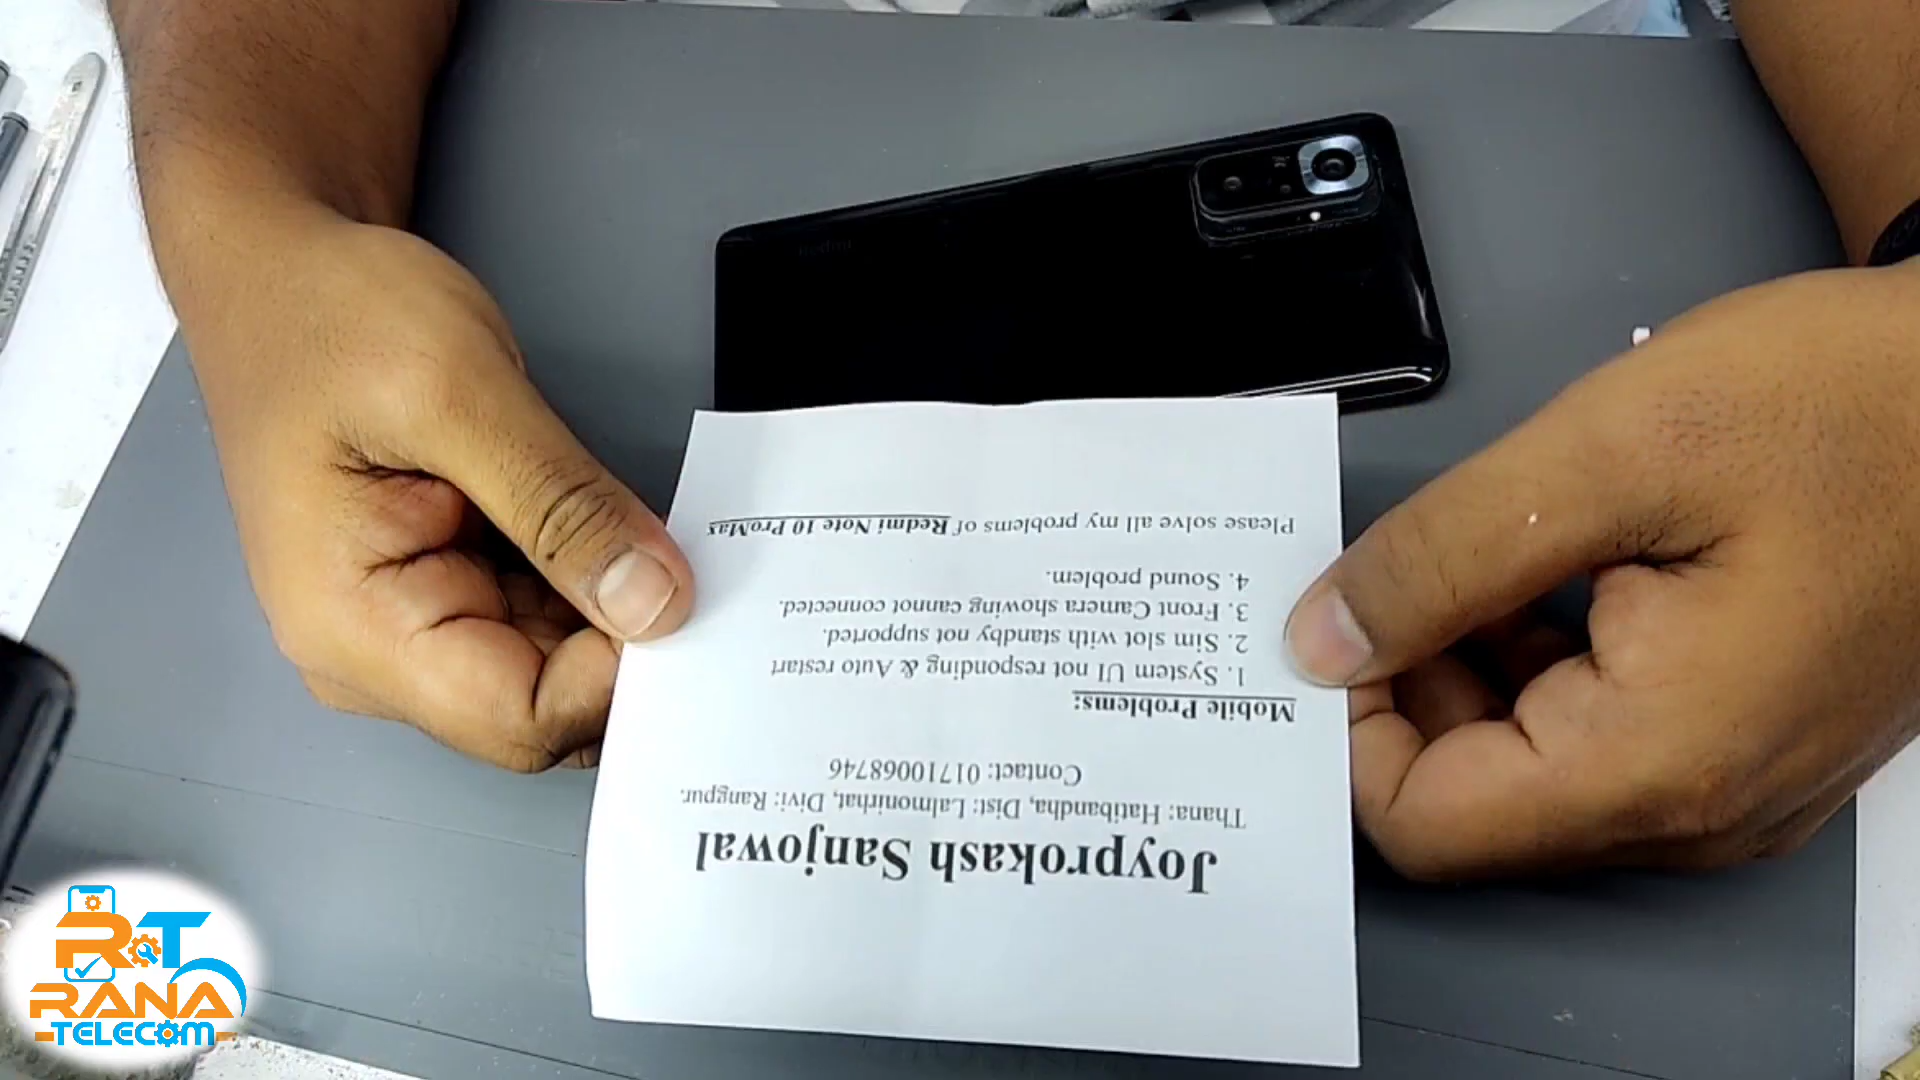 Joyprokash Sanjowal
Thana: Hatibandha, Dist: Lalmonirhat, Divi: Rangpur.
Contact: 01710068746
Mobile Problems:
1. System UI not responding & Auto restart
2. Sim slot with standby not supported.
3. Front Camera showing cannot connected.
4. Sound problem.
Please solve all my problems of Redmi Note 10 ProMax
Redmi
RT
RANA
TELECOM